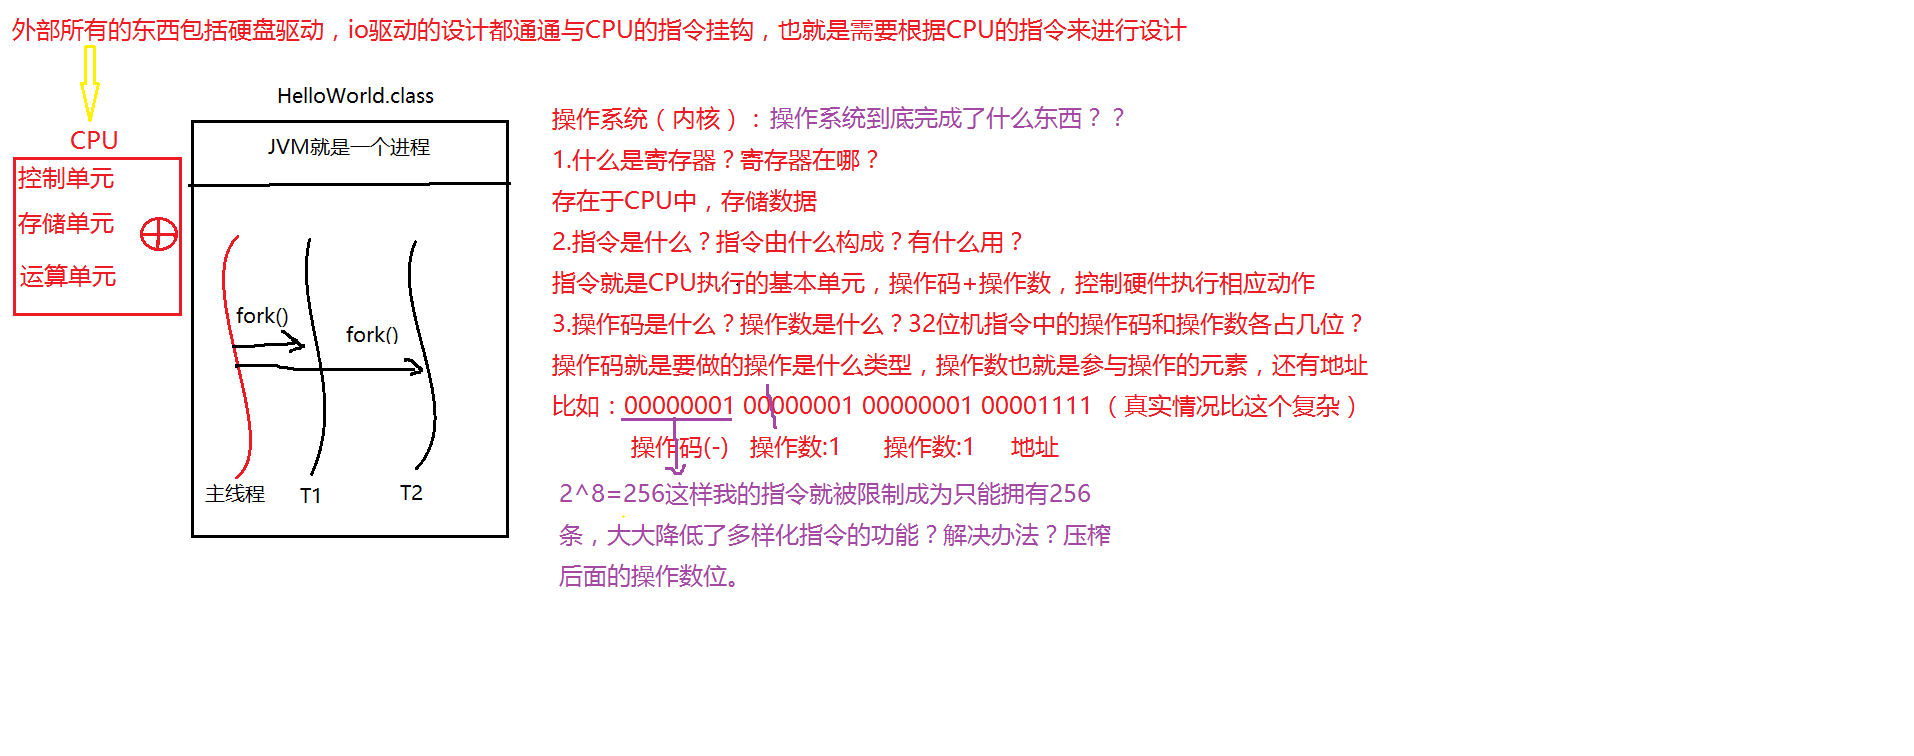 外部所有的东西包括硬盘驱动，io驱动的设计都通通与CPU的指令挂钩，也就是需要根据CPU的指令来进行设计
CPU
控制单元
存储单元
运算单元
HelloWorld.class
JVM就是一个进程
fork()
fork()
主线程
T1
T2
操作系统（内核）：操作系统到底完成了什么东西？？
1.什么是寄存器？寄存器在哪？
存在于CPU中，存储数据
2.指令是什么？指令由什么构成？有什么用？
指令就是CPU执行的基本单元，操作码+操作数，控制硬件执行相应动作
3.操作码是什么？操作数是什么？32位机指令中的操作码和操作数各占几位？
操作码就是要做的操作是什么类型，操作数也就是参与操作的元素，还有地址
比如：00000001 00000001 00000001 00001111（真实情况比这个复杂）
操作码(-) 操作数:1 操作数:1 地址
2^8=256这样我的指令就被限制成为只能拥有256
条，大大降低了多样化指令的功能？解决办法？压榨
后面的操作数位。